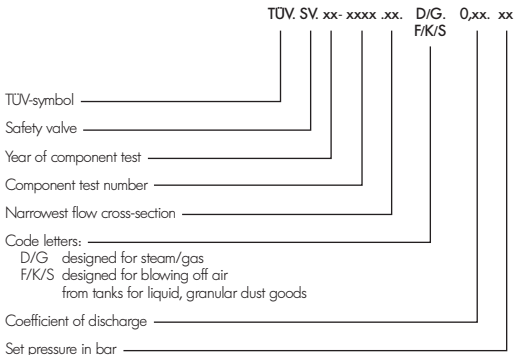 TÜV. SV. xx- xxxx .xx. D/G. 0,xx. xx
F/K/S
TÜV-symbol
Safety valve
Year of component test
Component test number
Narrowest flow cross-section
Code letters:
D/G designed for steam/gas
F/K/S designed for blowing off air
from tanks for liquid, granular dust goods
Coefficient of discharge
Set pressure in bar